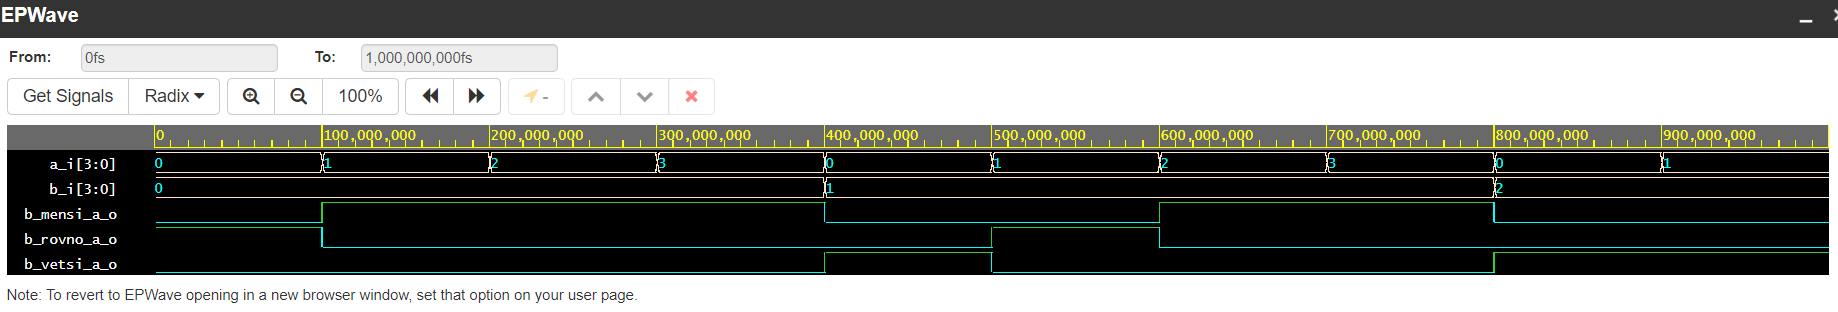 EPWave
From: 0fs To: 1,000,000,000fs
Get Signals Radix 100% -
0 100,000,000 200,000,000 300,000,000 400,000,000 500,000,000 600,000,000 700,000,000 800,000,000 900,000,000
a_i[3:0] 0 1 2 3 0 1 2 3 0 1
b_i[3:0] 0 1 2
b_mensi_a_o
b_rovno_a_o
b_vetsi_a_o
Note: To revert to EPWave opening in a new browser window, set that option on your user page.